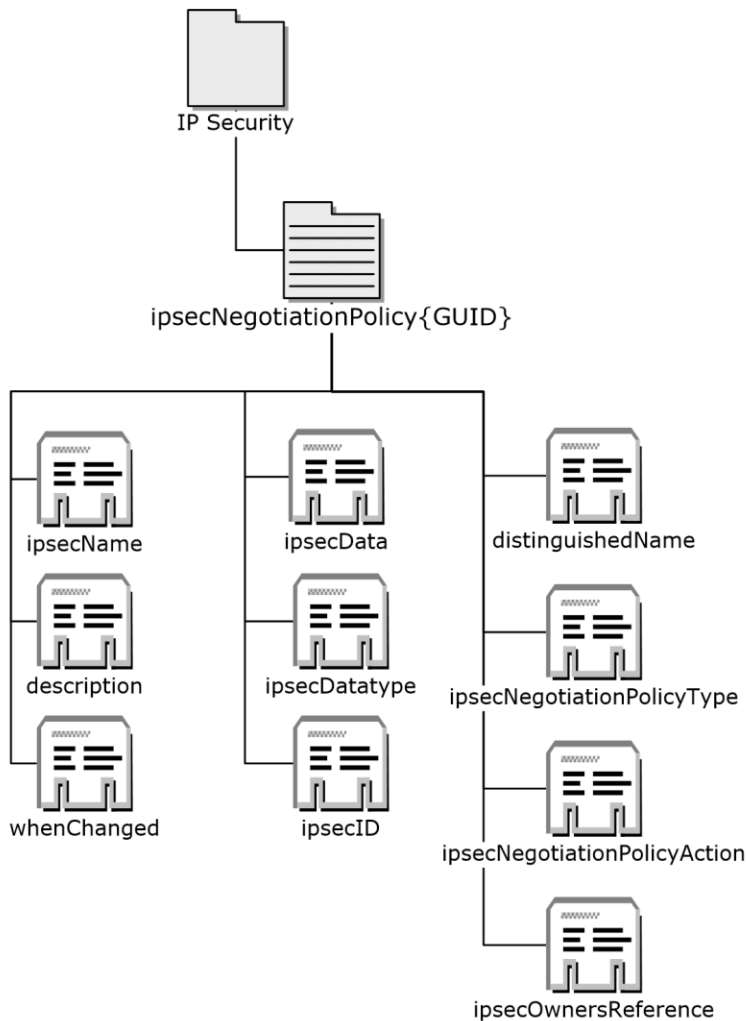 IP Security
ipsecNegotiationPolicy{GUID}
ipsecName
description
whenChanged
ipsecData
ipsecDatatype
ipsecID
distinguishedName
ipsecNegotiationPolicyType
ipsecNegotiationPolicyAction
ipsecOwnersReference